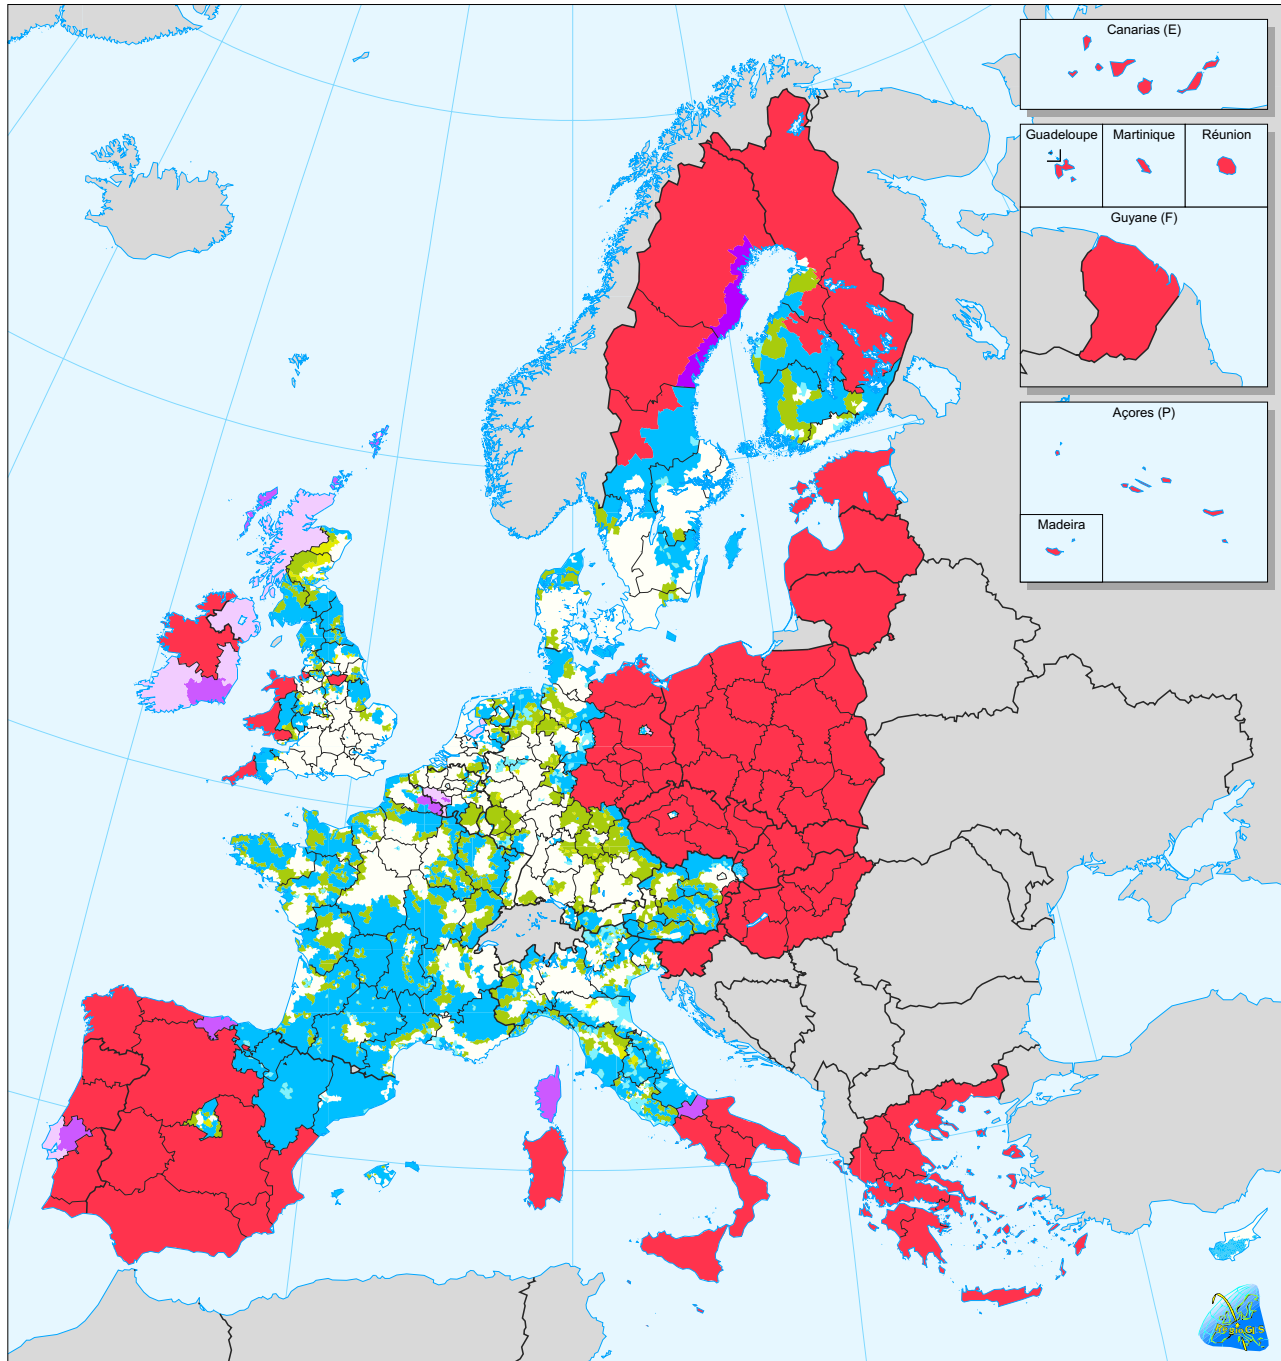 Canarias (E)
Guadeloupe
Martinique
Réunion
Guyane (F)
Açores (P)
Madeira